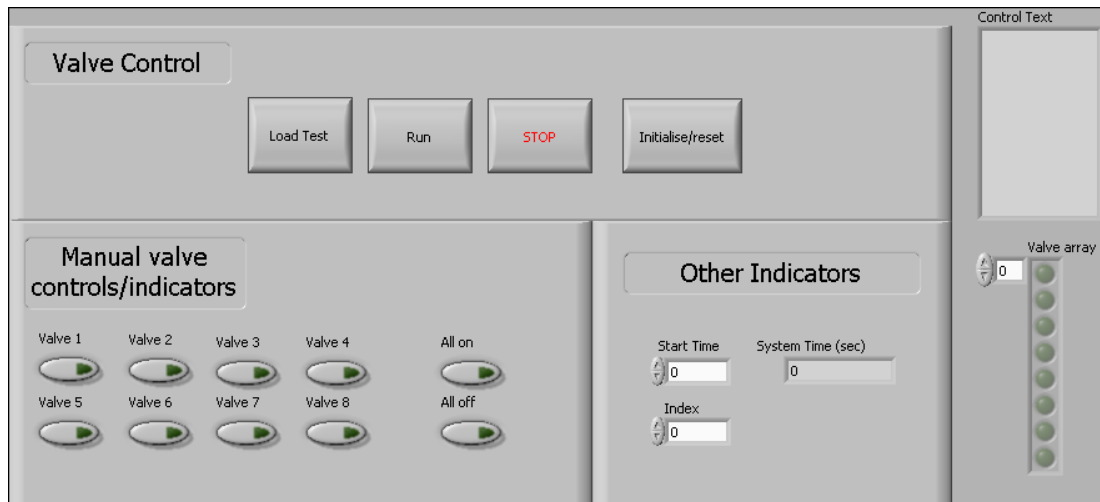 Control Text
Valve Control
Load Test
Run
STOP
Initialise/reset
Manual valve
controls/indicators
Valve 1 Valve 2 Valve 3 Valve 4 All on
Valve 5 Valve 6 Valve 7 Valve 8 All off
Other Indicators
Start Time System Time (sec)
0 0
Index
0
Valve array
0